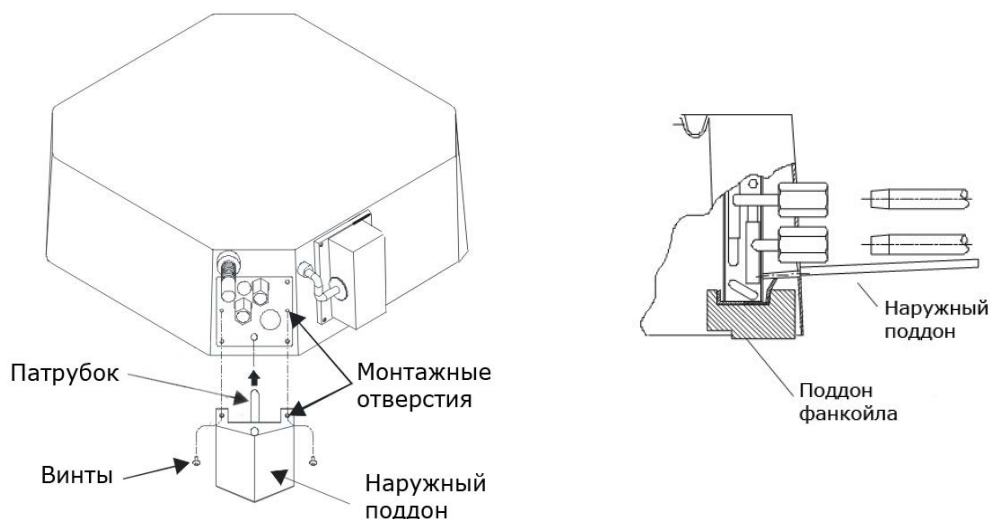 Патрубок
Монтажные
отверстия
Винты
Наружный
поддон
Наружный
поддон
Поддон
фанкойла